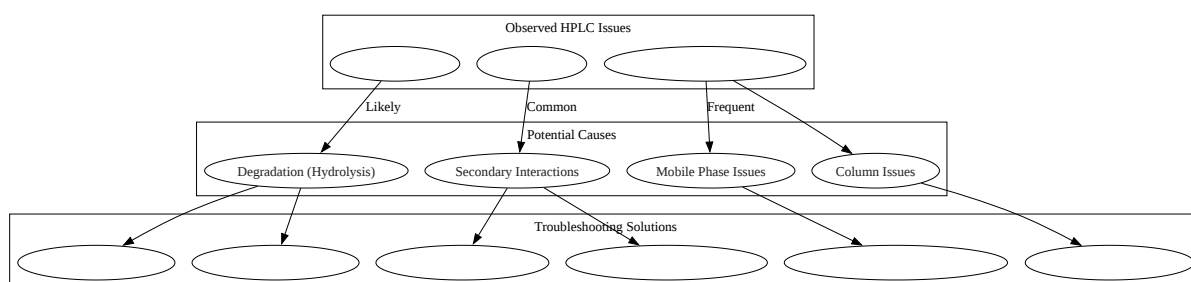 Observed HPLC Issues
Likely
Common
Frequent
Potential Causes
Degradation (Hydrolysis)
Secondary Interactions
Mobile Phase Issues
Column Issues
Troubleshooting Solutions